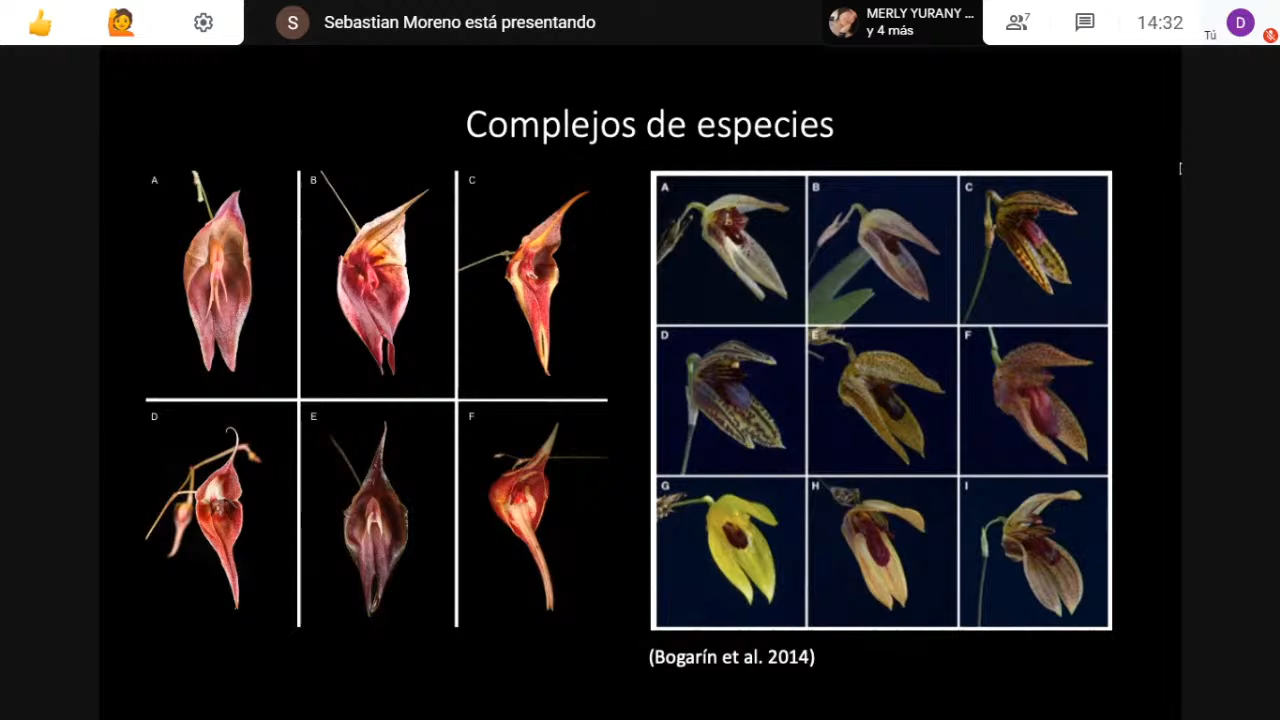 S Sebastian Moreno está presentando
MERLY YURANY ...
y 4 más
7
14:32
Tú
D
Complejos de especies
A
B
C
D
E
F
A
B
C
D
E
F
G
H
I
(Bogarín et al. 2014)